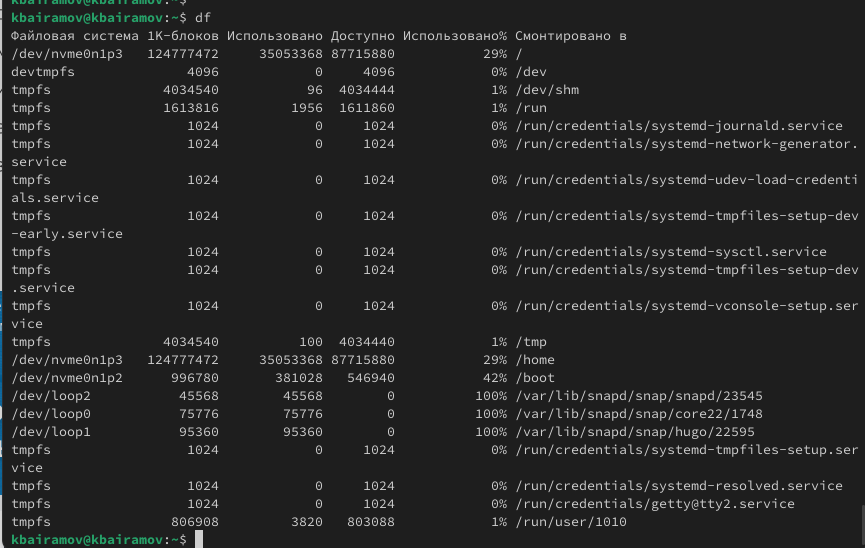 kbairamov@kbairamov:~$
kbairamov@kbairamov:~$ df
Файловая система 1K-блоков Использовано Доступно Использовано% Смонтировано в
/dev/nvme0n1p3 124777472 35053368 87715880 29% /
devtmpfs 4096 0 4096 0% /dev
tmpfs 4034540 96 4034444 1% /dev/shm
tmpfs 1613816 1956 1611860 1% /run
tmpfs 1024 0 1024 0% /run/credentials/systemd-journald.service
tmpfs 1024 0 1024 0% /run/credentials/systemd-network-generator.
service
tmpfs 1024 0 1024 0% /run/credentials/systemd-udev-load-credenti
als.service
tmpfs 1024 0 1024 0% /run/credentials/systemd-tmpfiles-setup-dev
-early.service
tmpfs 1024 0 1024 0% /run/credentials/systemd-sysctl.service
tmpfs 1024 0 1024 0% /run/credentials/systemd-tmpfiles-setup-dev
.service
tmpfs 1024 0 1024 0% /run/credentials/systemd-vconsole-setup.ser
vice
tmpfs 4034540 100 4034440 1% /tmp
/dev/nvme0n1p3 124777472 35053368 87715880 29% /home
/dev/nvme0n1p2 996780 381028 546940 42% /boot
/dev/loop2 45568 45568 0 100% /var/lib/snapd/snap/snapd/23545
/dev/loop0 75776 75776 0 100% /var/lib/snapd/snap/core22/1748
/dev/loop1 95360 95360 0 100% /var/lib/snapd/snap/hugo/22595
tmpfs 1024 0 1024 0% /run/credentials/systemd-tmpfiles-setup.ser
vice
tmpfs 1024 0 1024 0% /run/credentials/systemd-resolved.service
tmpfs 1024 0 1024 0% /run/credentials/getty@tty2.service
tmpfs 806908 3820 803088 1% /run/user/1010
kbairamov@kbairamov:~$